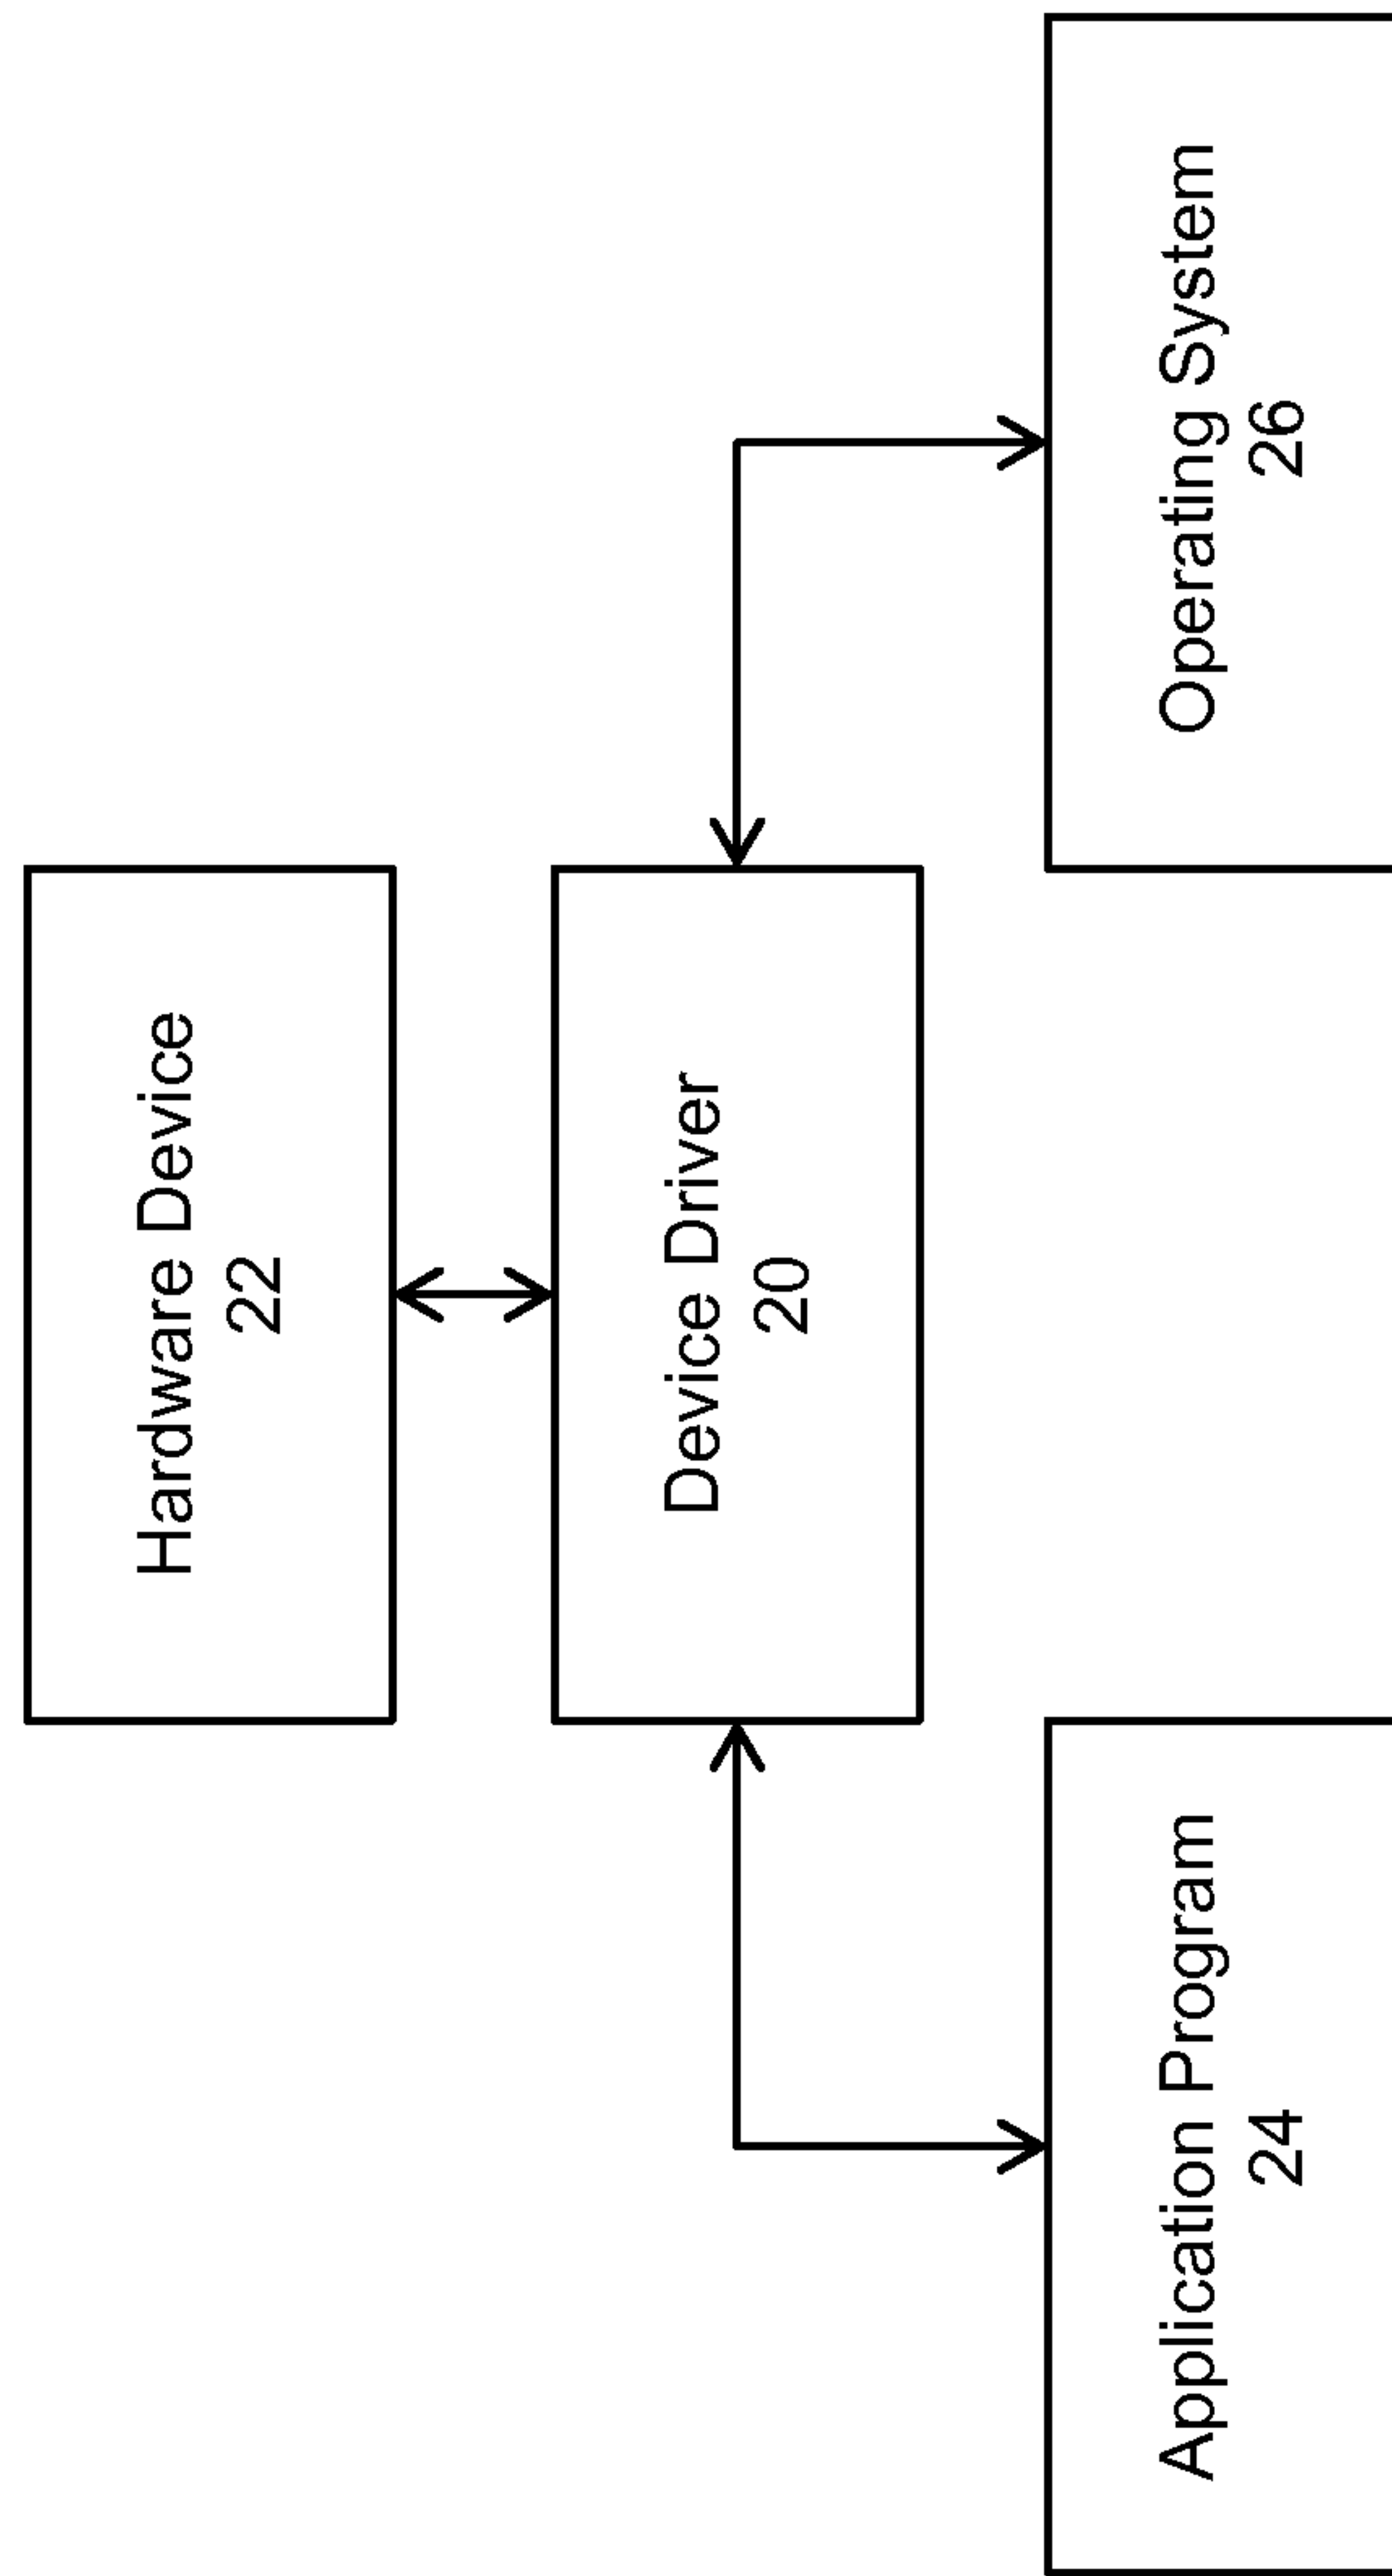 Hardware Device
22
Device Driver
20
Application Program
24
Operating System
26